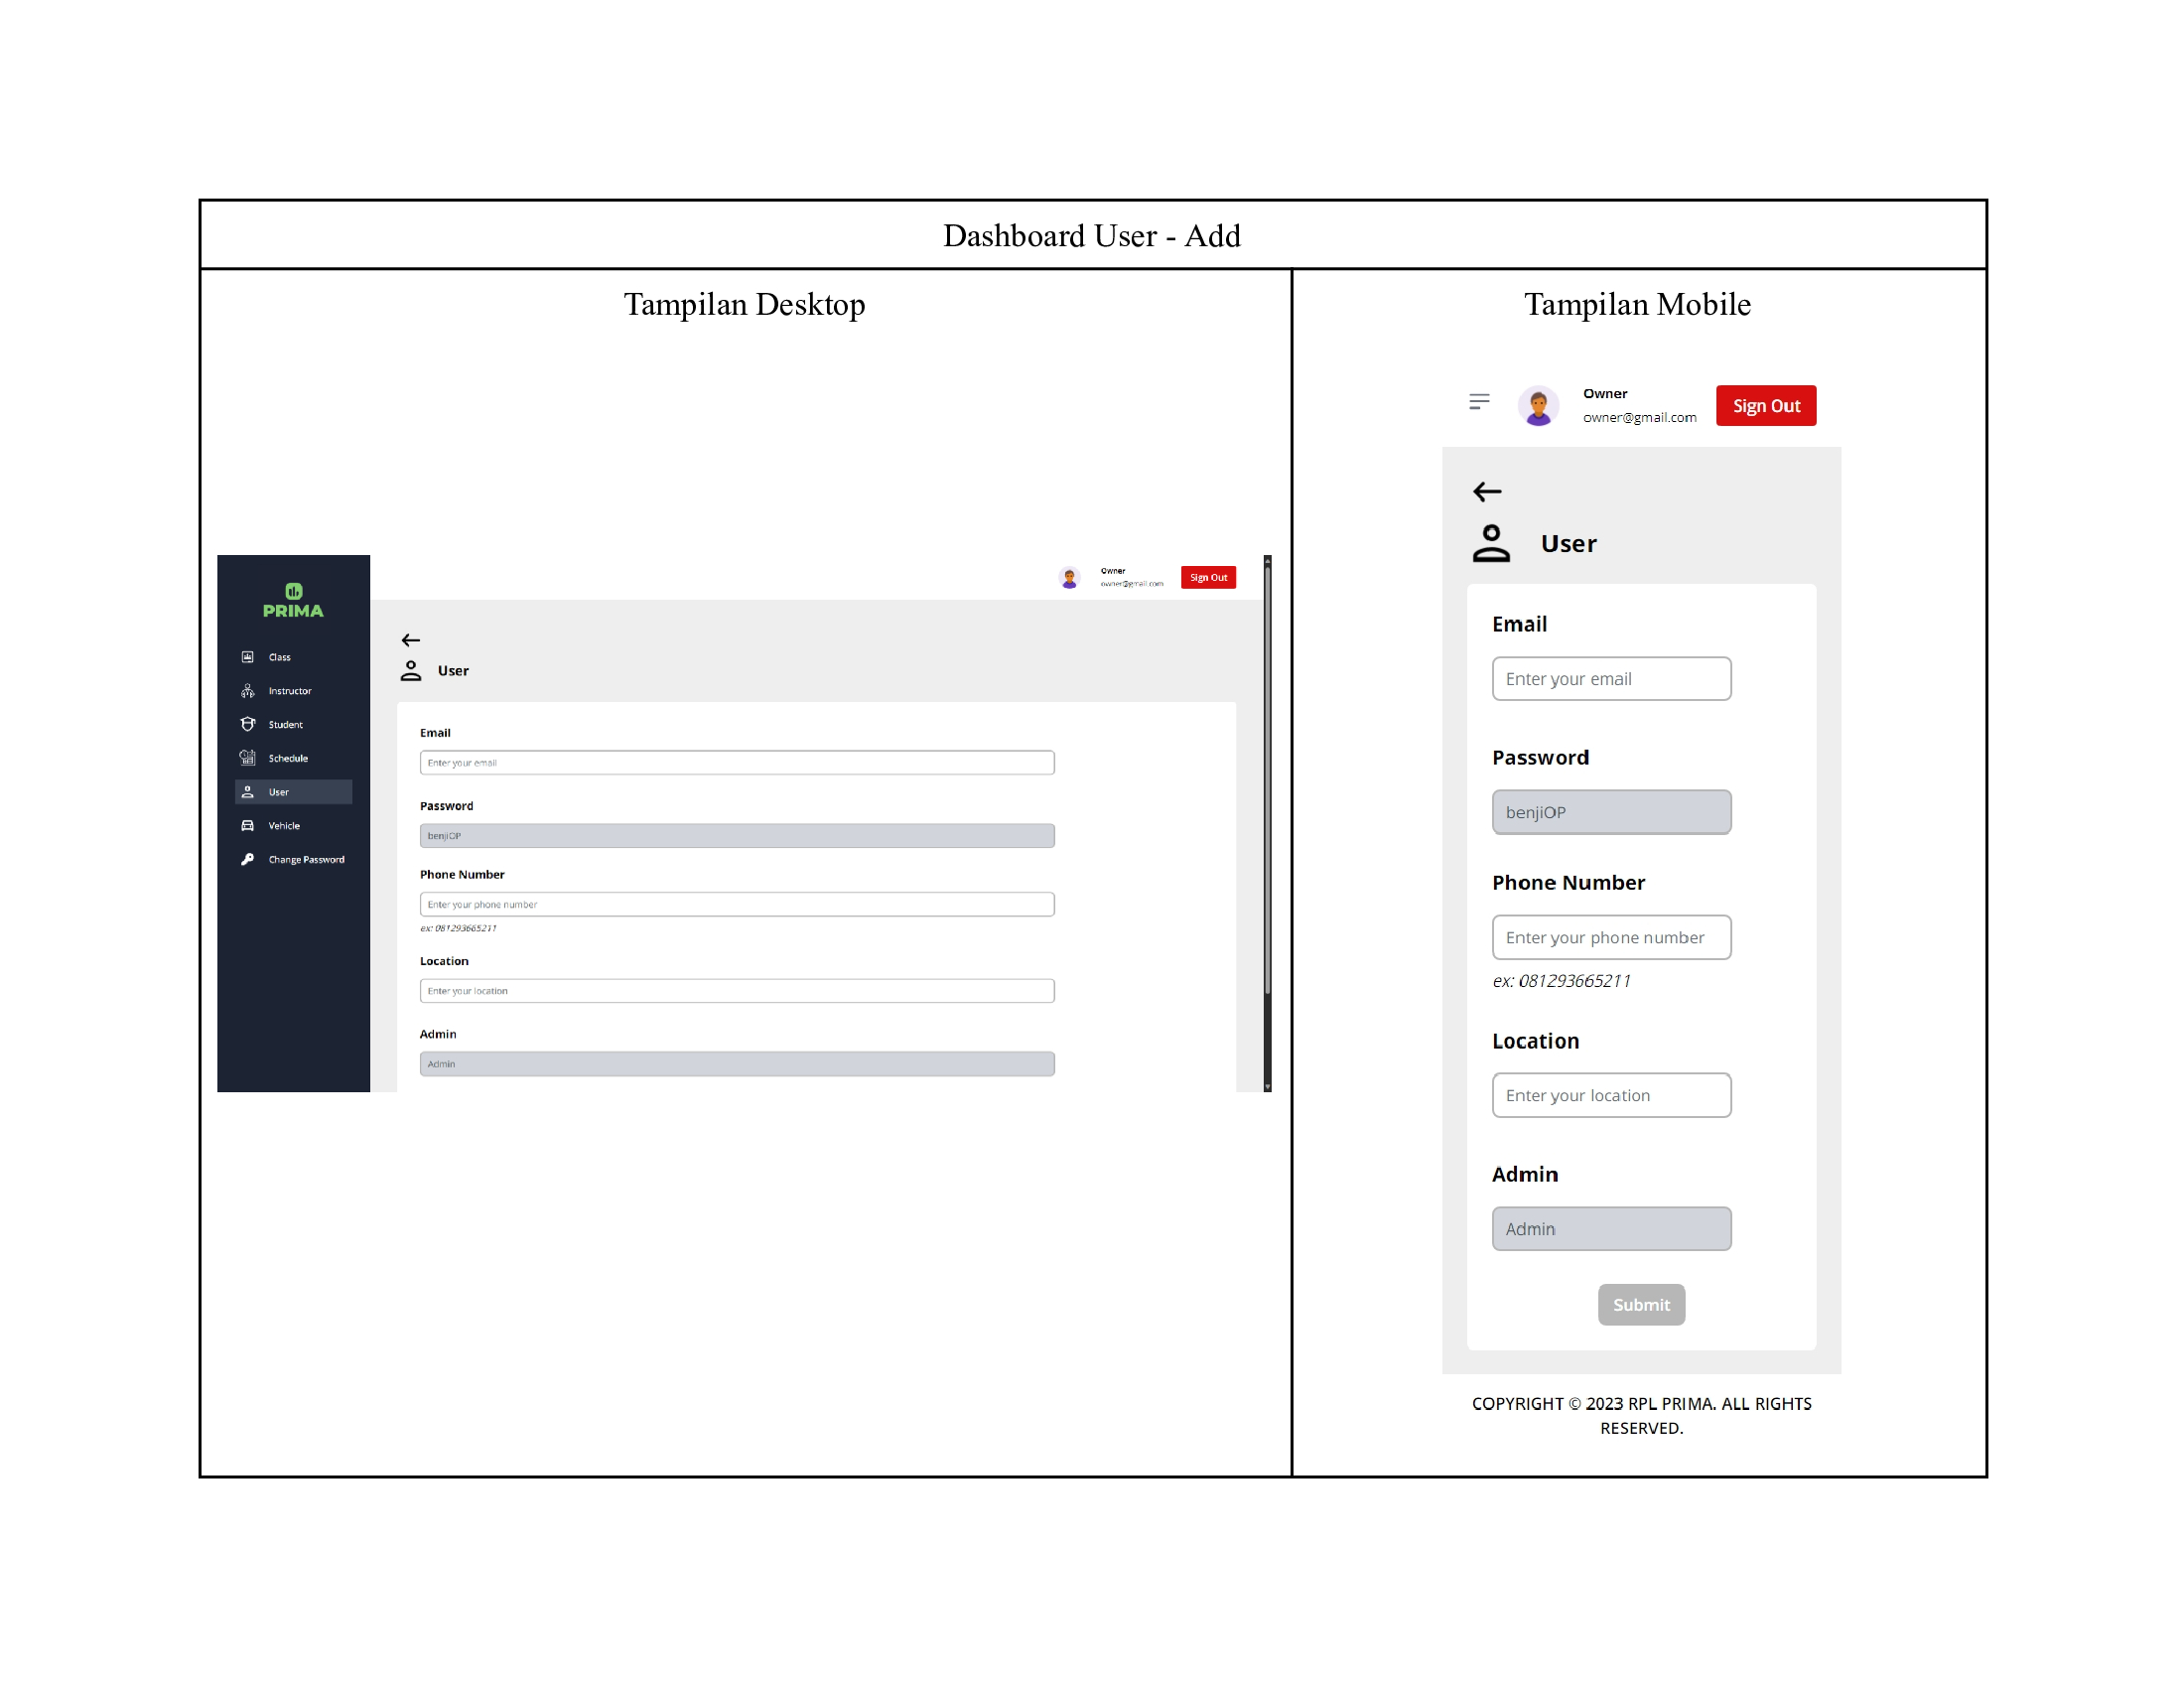 Dashboard User - Add
Tampilan Desktop
PRIMA
Class
Instructor
Student
Schedule
User
Vehicle
Change Password
Owner
owner@gmail.com
Sign Out
User
Email
Enter your email
Password
benjiOP
Phone Number
Enter your phone number
ex: 081293665211
Location
Enter your location
Admin
Admin
Tampilan Mobile
Owner
owner@gmail.com
Sign Out
User
Email
Enter your email
Password
benjiOP
Phone Number
Enter your phone number
ex: 081293665211
Location
Enter your location
Admin
Admin
Submit
COPYRIGHT © 2023 RPL PRIMA. ALL RIGHTS
RESERVED.